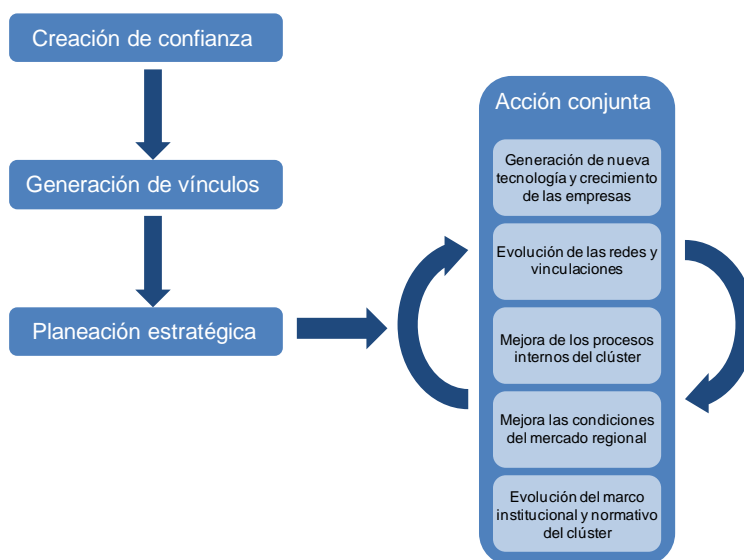 Creación de confianza
Generación de vínculos
Planeación estratégica
Acción conjunta
Generación de nueva
tecnología y crecimiento
de las empresas
Evolución de las redes y
vinculaciones
Mejora de los procesos
internos del clúster
Mejora las condiciones
del mercado regional
Evolución del marco
institucional y normativo
del clúster